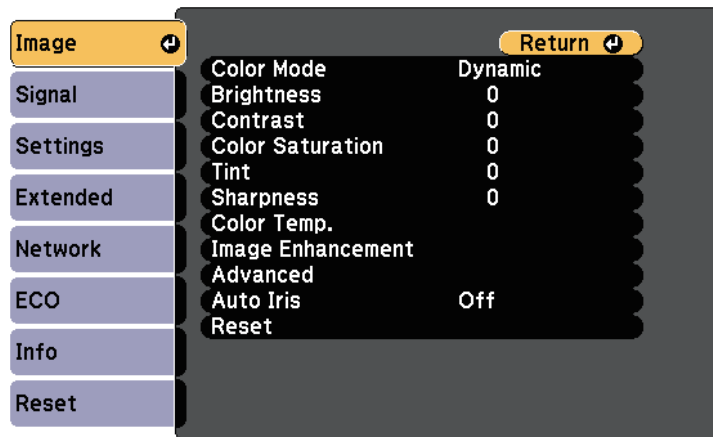 Image
Signal
Settings
Extended
Network
ECO
Info
Reset
Return
Color Mode Dynamic
Brightness 0
Contrast 0
Color Saturation 0
Tint 0
Sharpness 0
Color Temp.
Image Enhancement
Advanced
Auto Iris Off
Reset